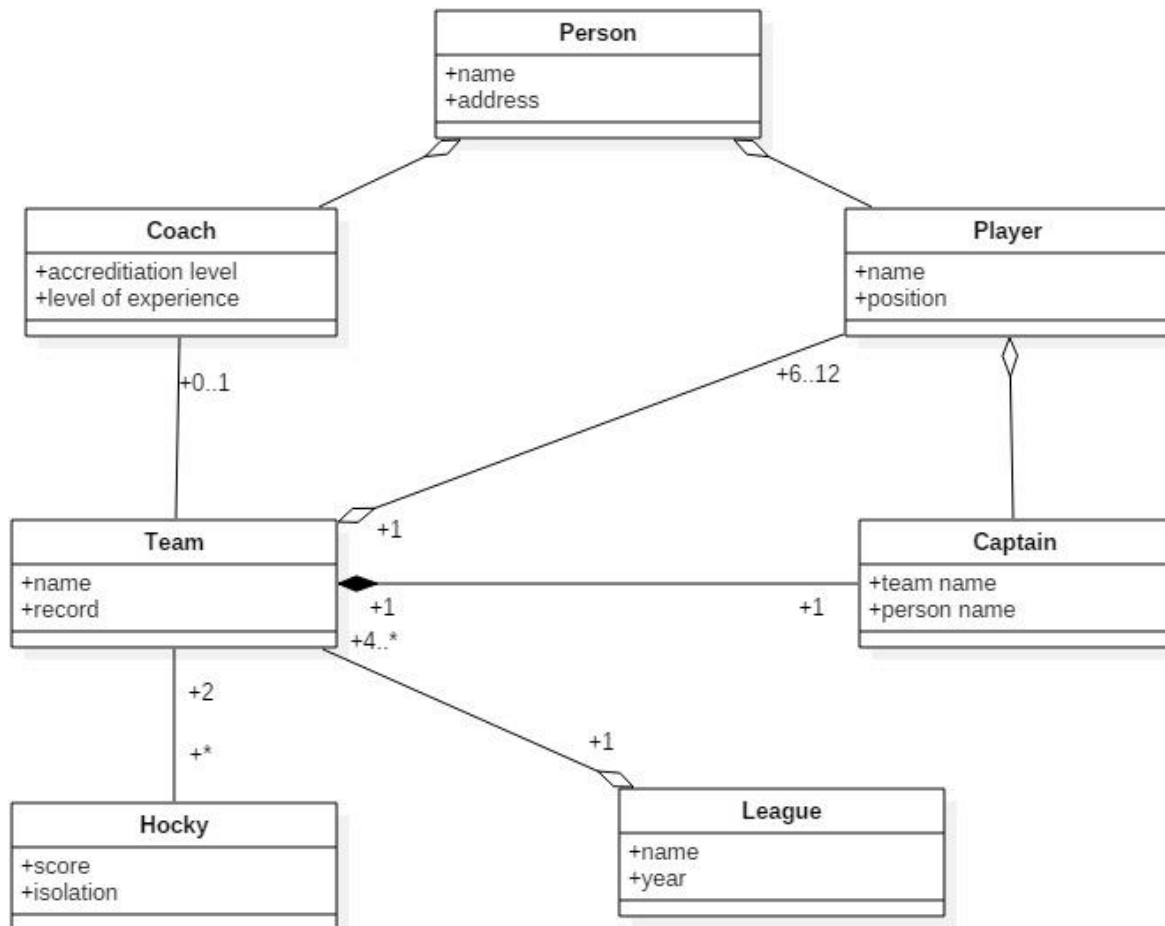 Person
+name
+address
Coach
+accreditiation level
+level of experience
Player
+name
+position
+0..1
+6..12
+1
Team
+name
+record
Captain
+team name
+person name
+1
+1
+4..*
+2
+*
+1
Hocky
+score
+isolation
League
+name
+year